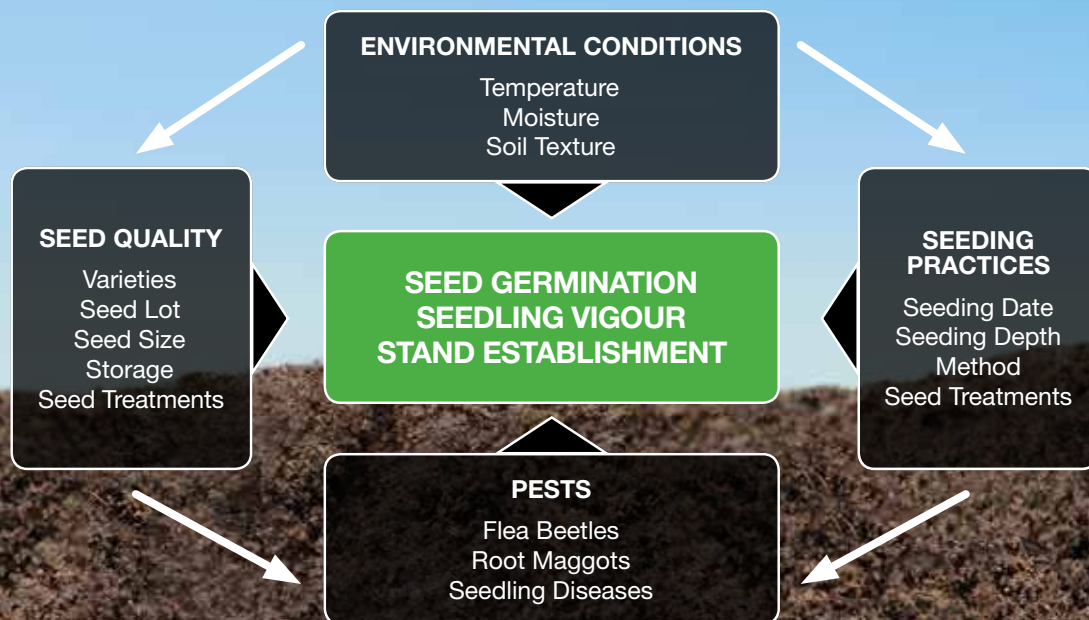 ENVIRONMENTAL CONDITIONS
Temperature
Moisture
Soil Texture
SEED QUALITY
Varieties
Seed Lot
Seed Size
Storage
Seed Treatments
SEED GERMINATION
SEEDLING VIGOUR
STAND ESTABLISHMENT
SEEDING
PRACTICES
Seeding Date
Seeding Depth
Method
Seed Treatments
PESTS
Flea Beetles
Root Maggots
Seedling Diseases